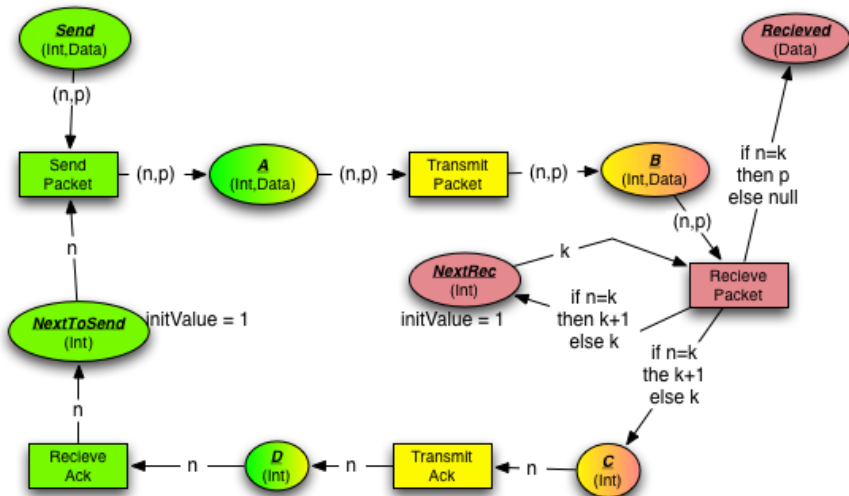 Send
(Int,Data)
Recieved
(Data)
(n,p)
Send
Packet
(n,p)
A
(Int,Data)
(n,p)
Transmit
Packet
(n,p)
B
(Int,Data)
if n=k
then p
else null
(n,p)
n
k
NextRec
(Int)
initValue = 1
Recieve
Packet
if n=k
then k+1
else k
NextToSend
(Int)
initValue = 1
if n=k
the k+1
else k
n
Recieve
Ack
n
D
(Int)
n
Transmit
Ack
n
C
(Int)